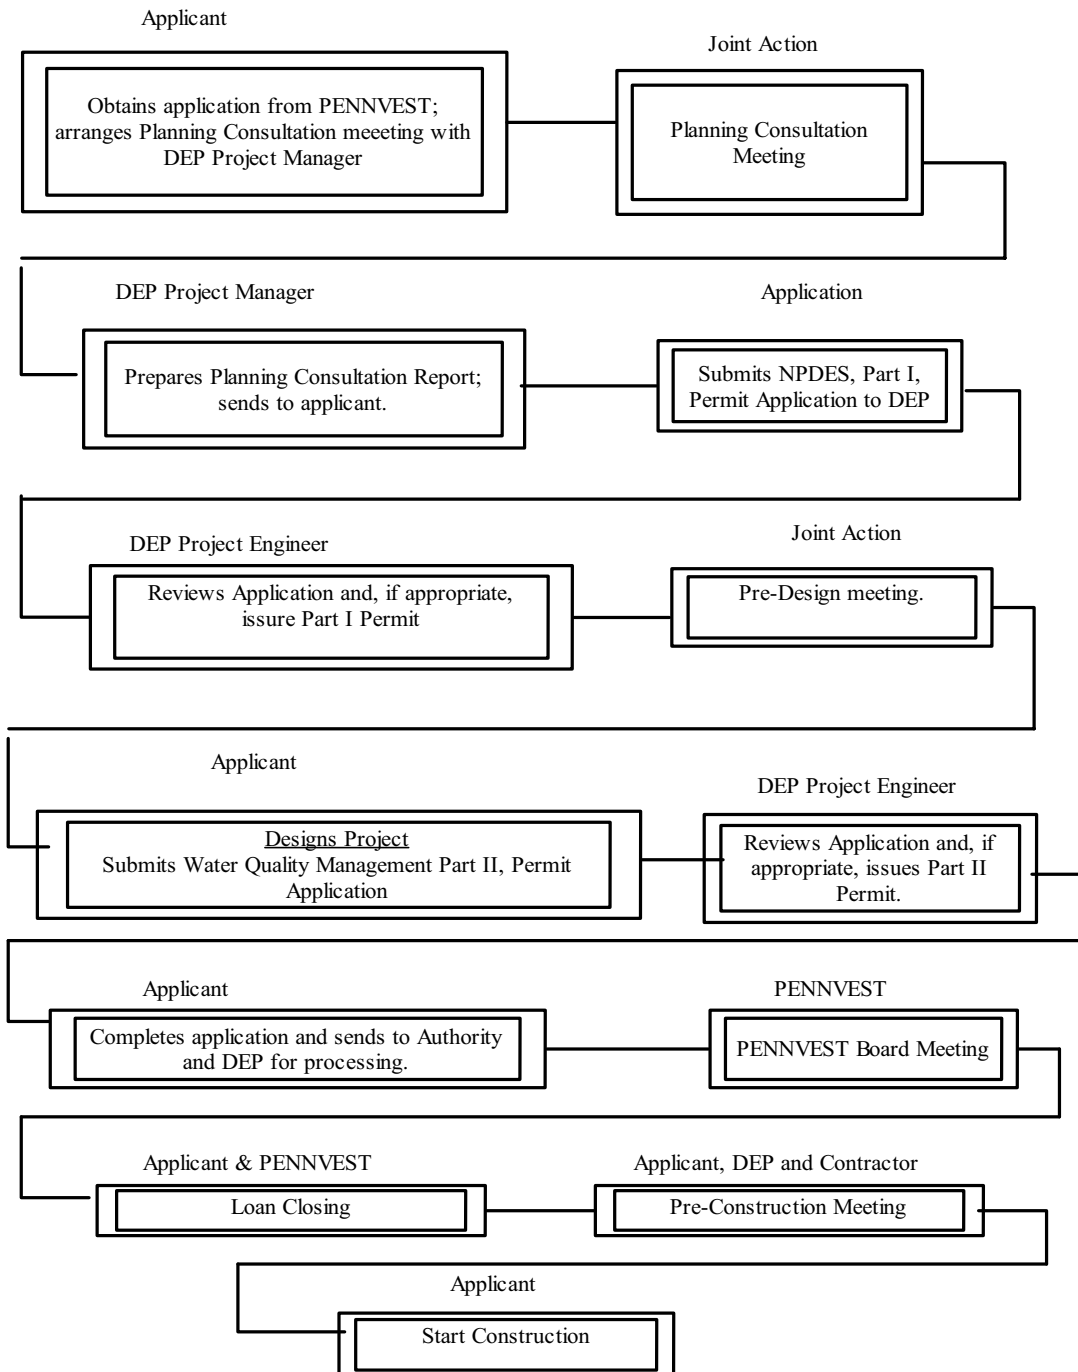 Applicant
Obtains application from PENNVEST;
arranges Planning Consultation meeeting with
DEP Project Manager
Joint Action
Planning Consultation
Meeting
DEP Project Manager
Prepares Planning Consultation Report;
sends to applicant.
Application
Submits NPDES, Part I,
Permit Application to DEP
DEP Project Engineer
Reviews Application and, if appropriate,
issure Part I Permit
Joint Action
Pre-Design meeting.
Applicant
Designs Project
Submits Water Quality Management Part II, Permit
Application
DEP Project Engineer
Reviews Application and, if
appropriate, issues Part II
Permit.
Applicant
Completes application and sends to Authority
and DEP for processing.
PENNVEST
PENNVEST Board Meeting
Applicant & PENNVEST
Loan Closing
Applicant, DEP and Contractor
Pre-Construction Meeting
Applicant
Start Construction